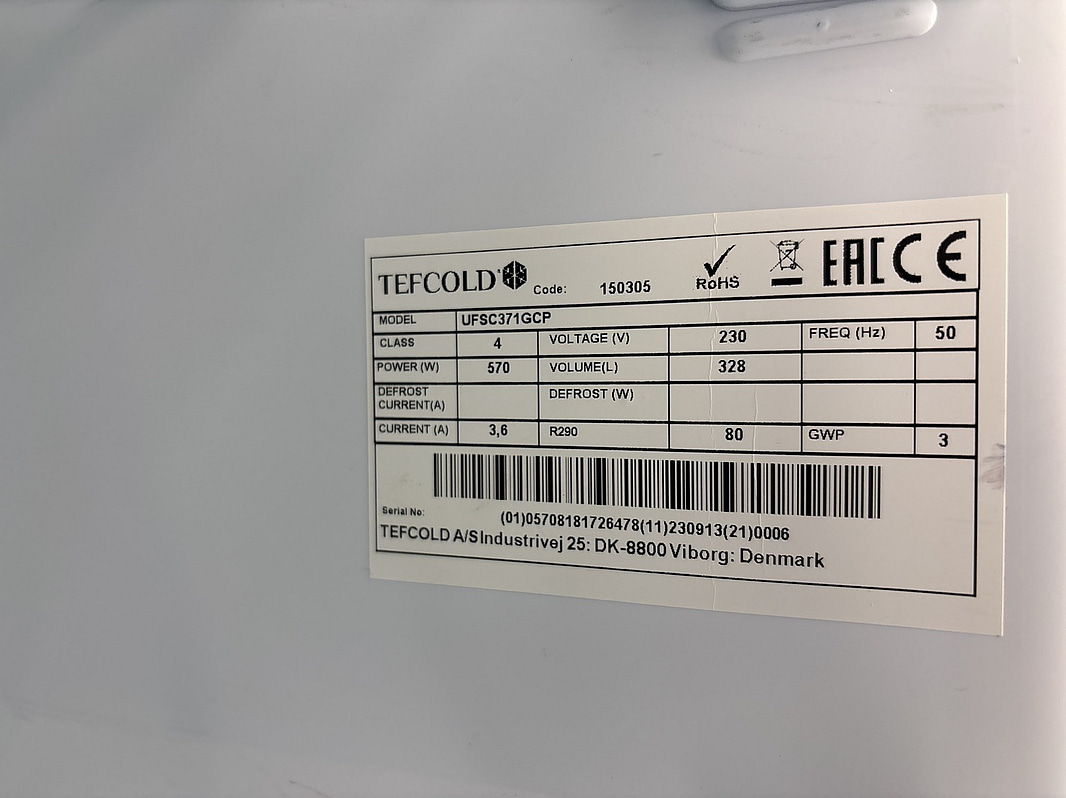 TEFCOLD Code: 150305 RoHS EAC CE
MODEL UFSC371GCP
CLASS 4 VOLTAGE (V) 230 FREQ (Hz) 50
POWER (W) 570 VOLUME(L) 328
DEFROST CURRENT(A) DEFROST (W)
CURRENT (A) 3,6 R290 80 GWP 3
Serial No: (01)05708181726478(11)230913(21)0006
TEFCOLD A/S Industrivej 25: DK-8800 Viborg: Denmark